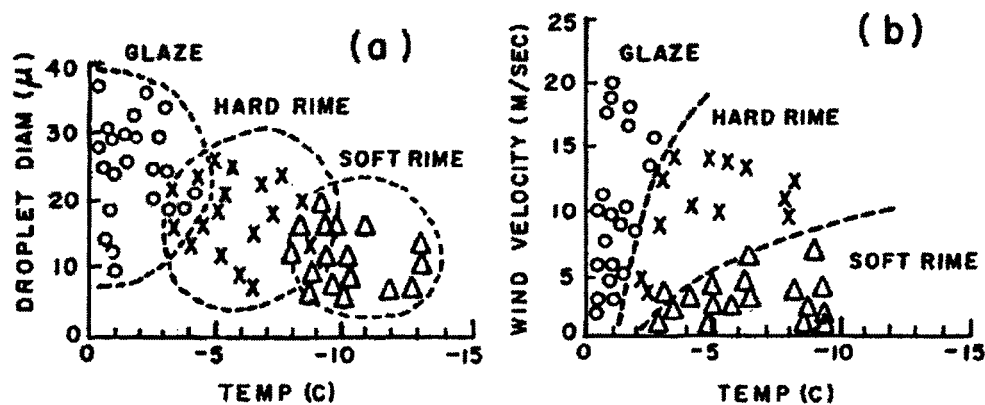 (a)
GLAZE
HARD RIME
SOFT RIME
DROPLET DIAM (μ)
40
30
20
10
0
0 -5 -10 -15
TEMP (C)
(b)
GLAZE
HARD RIME
SOFT RIME
WIND VELOCITY (M/SEC)
25
20
15
10
5
0
0 -5 -10 -15
TEMP (C)